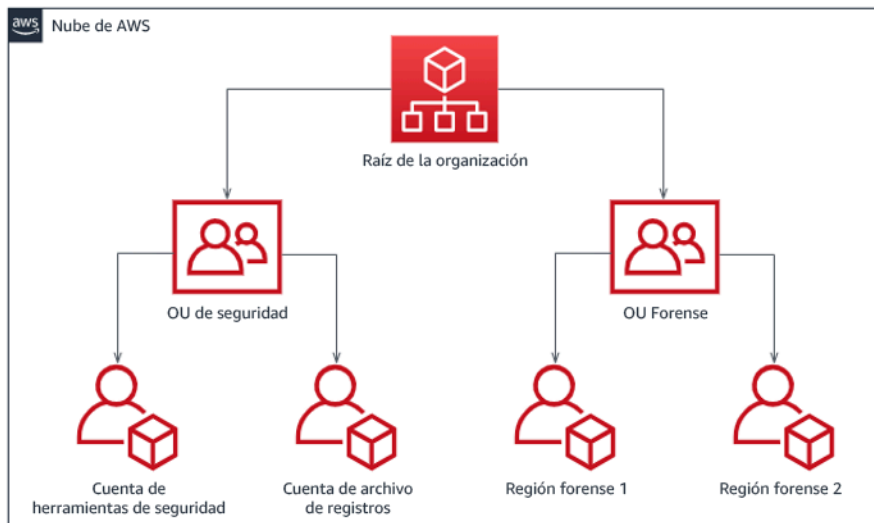 aws
Nube de AWS
Raíz de la organización
OU de seguridad
OU Forense
Cuenta de
herramientas de seguridad
Cuenta de archivo
de registros
Región forense 1
Región forense 2